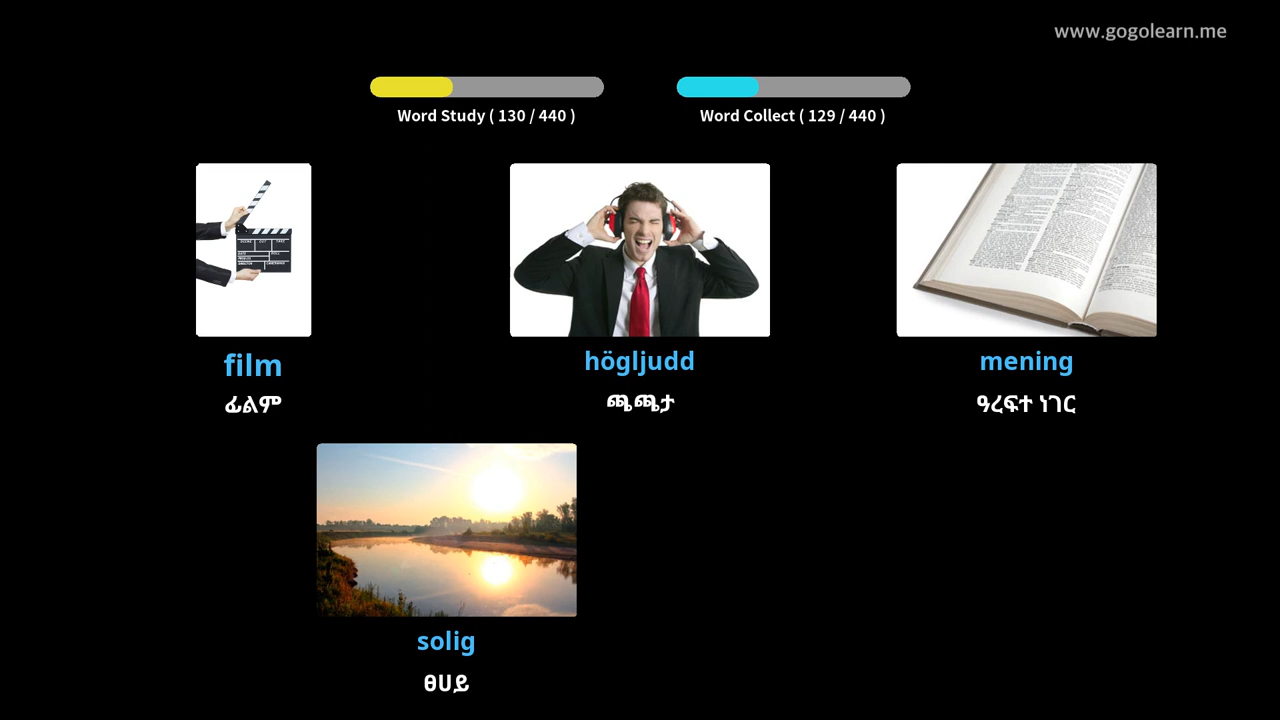 www.gogolearn.me
Word Study ( 130 / 440 )
Word Collect ( 129 / 440 )
film
högljudd
mening
ፊልም
ጫጫታ
ዓረፍተ ነገር
solig
ፀሀይ